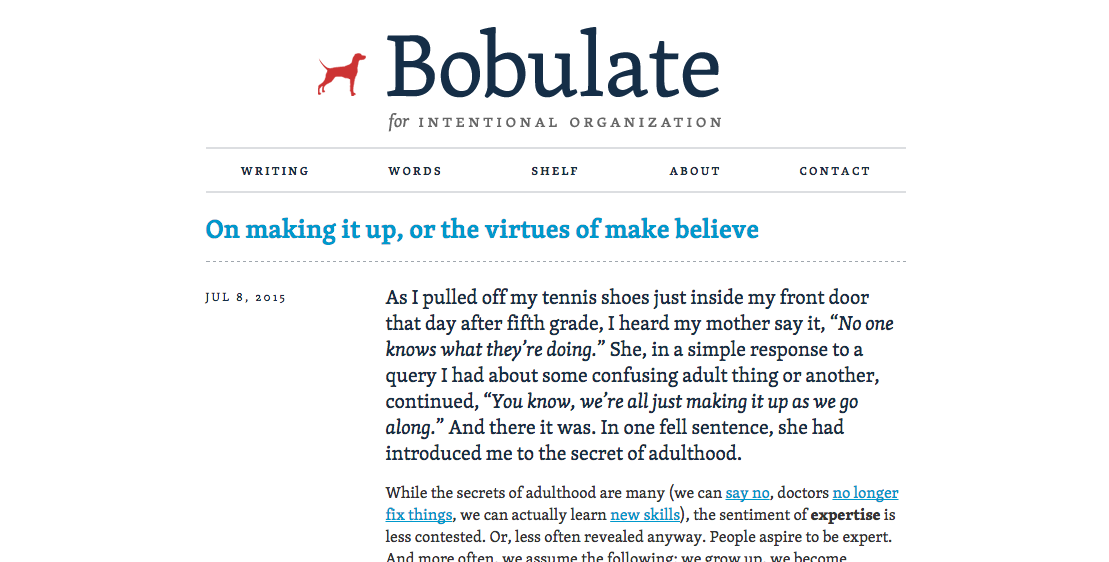 Bobulate
for INTENTIONAL ORGANIZATION
WRITING WORDS SHELF ABOUT CONTACT
On making it up, or the virtues of make believe
JUL 8, 2015
As I pulled off my tennis shoes just inside my front door
that day after fifth grade, I heard my mother say it, “No one
knows what they’re doing.” She, in a simple response to a
query I had about some confusing adult thing or another,
continued, “You know, we’re all just making it up as we go
along.” And there it was. In one fell sentence, she had
introduced me to the secret of adulthood.
While the secrets of adulthood are many (we can say no, doctors no longer
fix things, we can actually learn new skills), the sentiment of expertise is
less contested. Or, less often revealed anyway. People aspire to be expert.
And more often, we assume the following: we grow up, we become